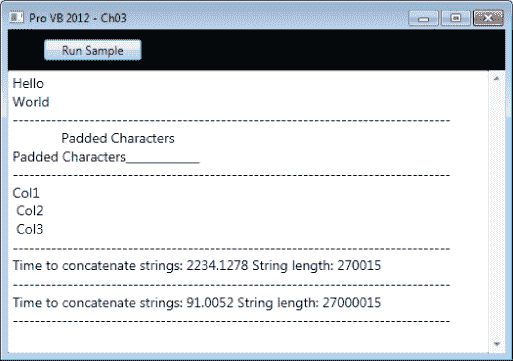 Pro VB 2012 - Ch03
Run Sample
Hello
World
--------------------------------------------------------------------------------
Padded Characters
Padded Characters___________
--------------------------------------------------------------------------------
Col1
Col2
Col3
--------------------------------------------------------------------------------
Time to concatenate strings: 2234.1278 String length: 270015
--------------------------------------------------------------------------------
Time to concatenate strings: 91.0052 String length: 27000015
--------------------------------------------------------------------------------